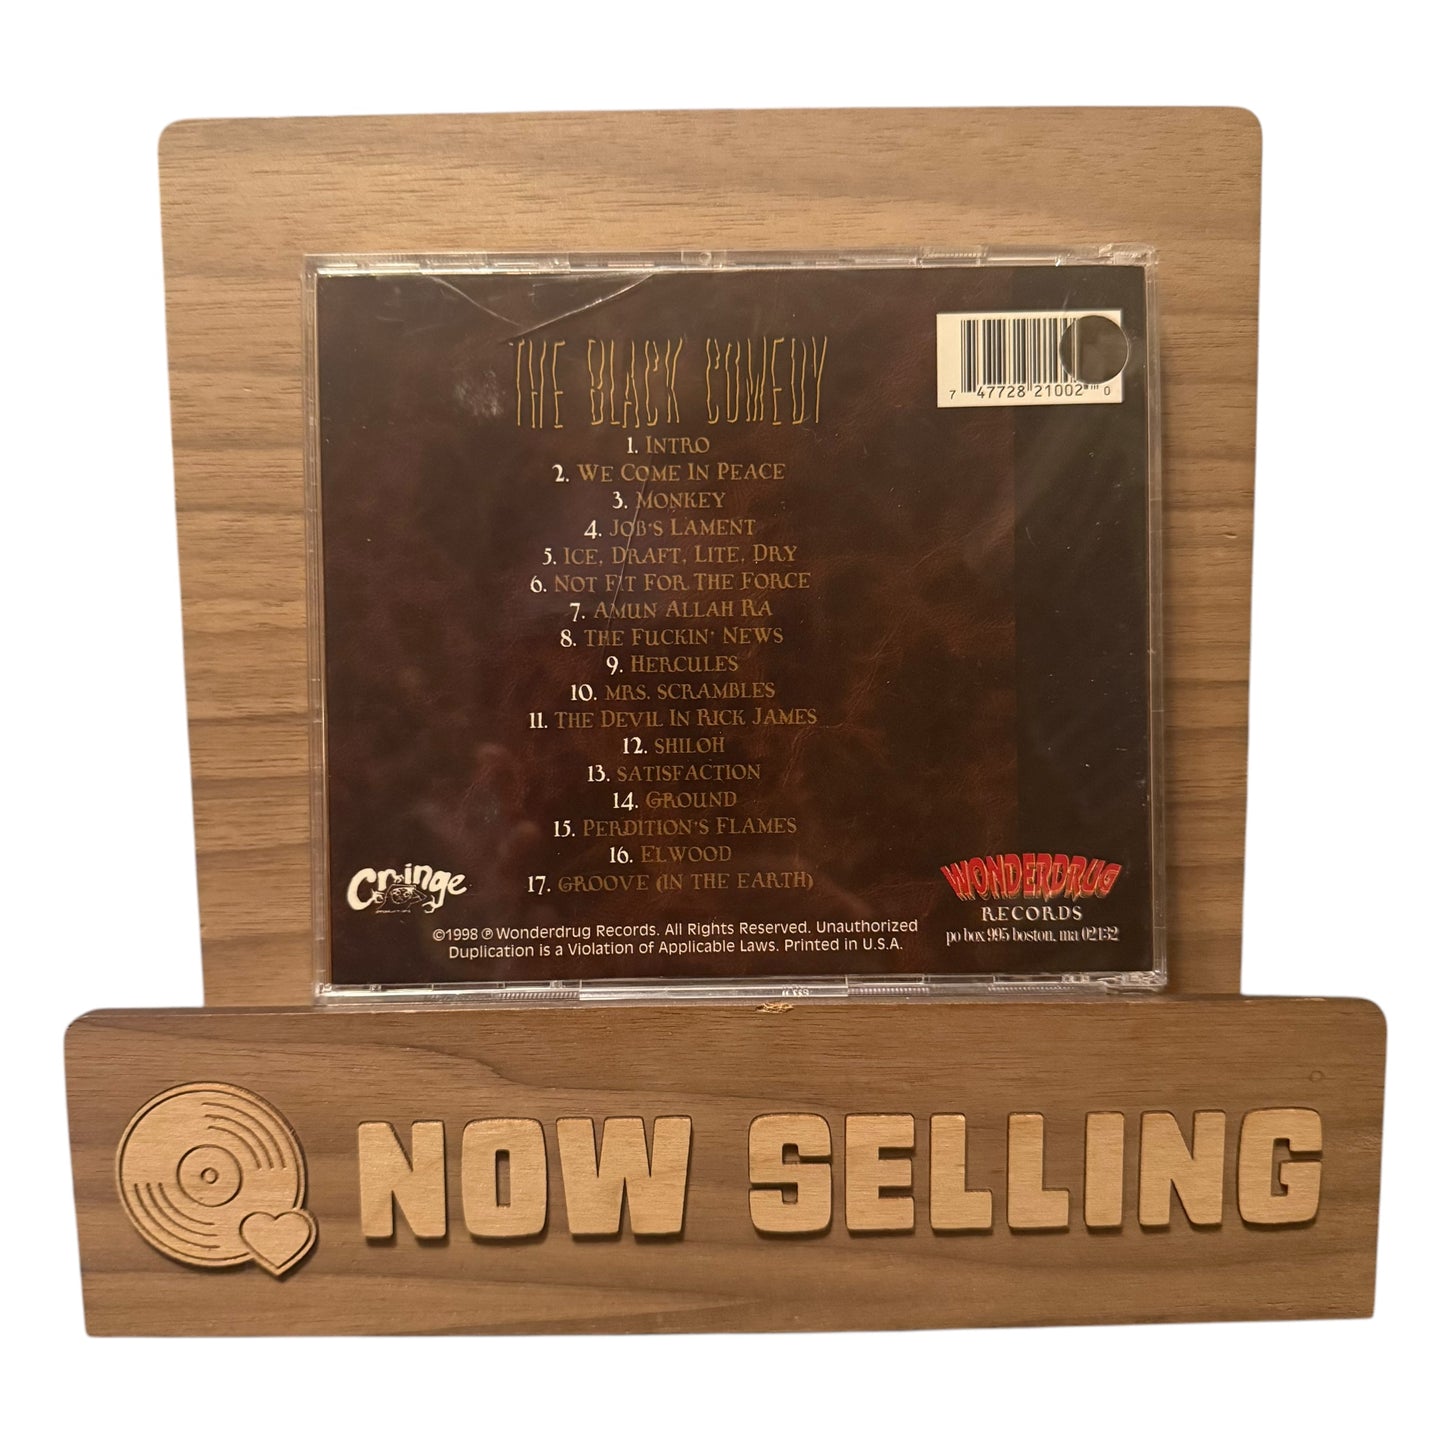 THE BLACK COMEDY
7 47728 21002 0
1. INTRO
2. WE COME IN PEACE
3. MONKEY
4. JOB'S LAMENT
5. ICE, DRAFT, LITE, DRY
6. NOT FIT FOR THE FORCE
7. AMUN ALLAH RA
8. THE FUCKIN' NEWS
9. HERCULES
10. MRS. SCRAMBLES
11. THE DEVIL IN RICK JAMES
12. SHILOH
13. SATISFACTION
14. GROUND
15. PERDITION'S FLAMES
16. ELWOOD
17. GROOVE (IN THE EARTH)
Cringe
WONDERDRUG
RECORDS
po box 995 boston, ma 02132
©1998 ℗ Wonderdrug Records. All Rights Reserved. Unauthorized
Duplication is a Violation of Applicable Laws. Printed in U.S.A.
NOW SELLING